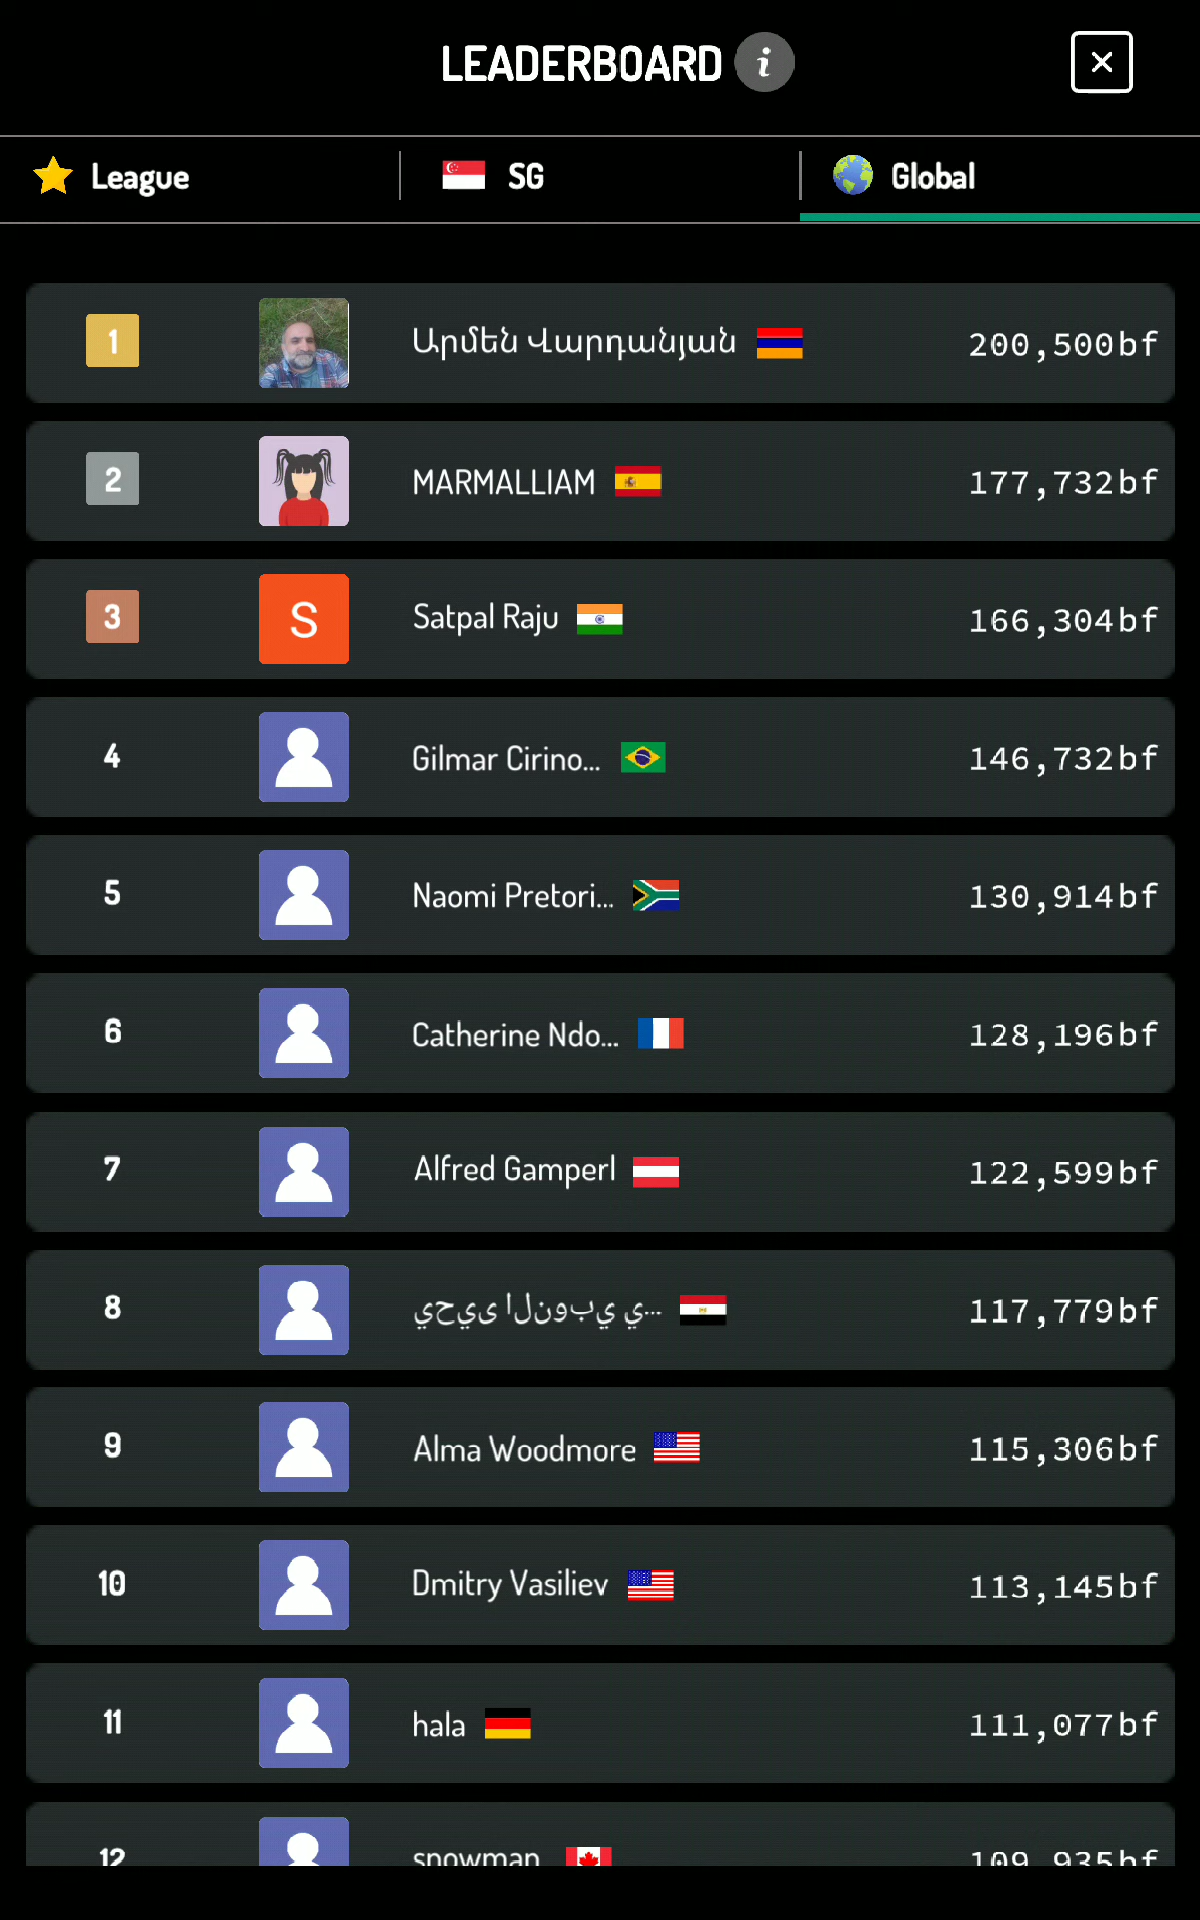 LEADERBOARD i
League SG Global
1 Արմեն Վարդանյան 200,500bf
2 MARMALLIAM 177,732bf
3 S Satpal Raju 166,304bf
4 Gilmar Cirino... 146,732bf
5 Naomi Pretori... 130,914bf
6 Catherine Ndo... 128,196bf
7 Alfred Gamperl 122,599bf
8 يحيى النوبي ي... 117,779bf
9 Alma Woodmore 115,306bf
10 Dmitry Vasiliev 113,145bf
11 hala 111,077bf
12 snowman 109,935bf